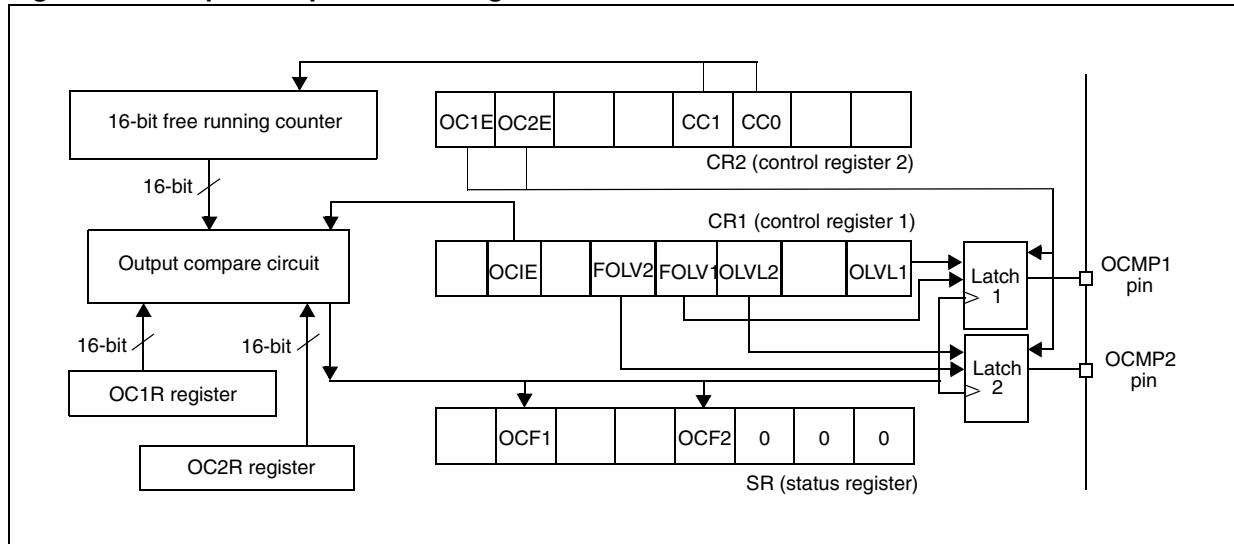 16-bit free running counter
OC1E OC2E CC1 CC0
CR2 (control register 2)
16-bit
CR1 (control register 1)
Output compare circuit
OCIE FOLV2 FOLV1 OLVL2 OLVL1
Latch
1
OCMP1
pin
16-bit
16-bit
Latch
2
OCMP2
pin
OC1R register
OCF1 OCF2 0 0 0
OC2R register
SR (status register)